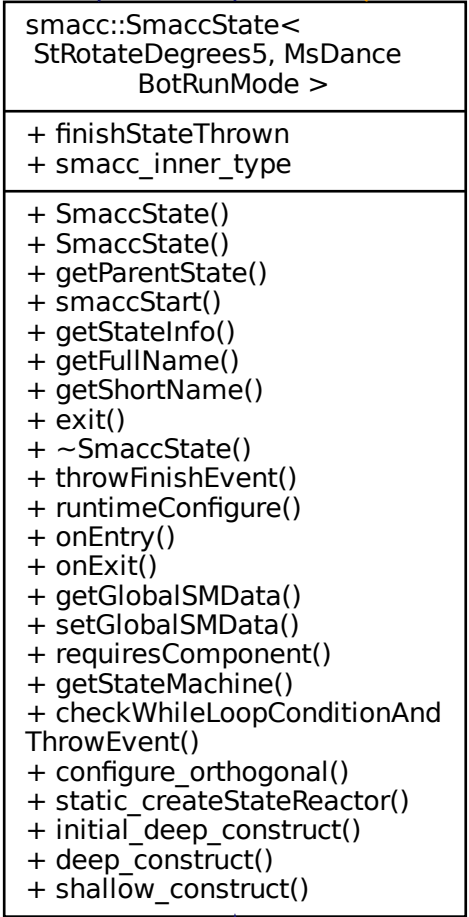 smacc::SmaccState<
StRotateDegrees5, MsDance
BotRunMode >
+ finishStateThrown
+ smacc_inner_type
+ SmaccState()
+ SmaccState()
+ getParentState()
+ smaccStart()
+ getStateInfo()
+ getFullName()
+ getShortName()
+ exit()
+ ~SmaccState()
+ throwFinishEvent()
+ runtimeConfigure()
+ onEntry()
+ onExit()
+ getGlobalSMData()
+ setGlobalSMData()
+ requiresComponent()
+ getStateMachine()
+ checkWhileLoopConditionAnd
ThrowEvent()
+ configure_orthogonal()
+ static_createStateReactor()
+ initial_deep_construct()
+ deep_construct()
+ shallow_construct()